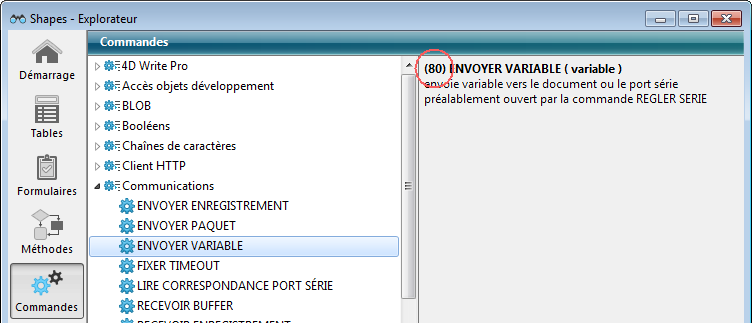 Shapes - Explorateur
Commandes
Démarrage
Tables
Formulaires
Méthodes
Commandes
4D Write Pro
Accès objets développement
BLOB
Booléens
Chaînes de caractères
Client HTTP
Communications
ENVOYER ENREGISTREMENT
ENVOYER PAQUET
ENVOYER VARIABLE
FIXER TIMEOUT
LIRE CORRESPONDANCE PORT SÉRIE
RECEVOIR BUFFER
RECEVOIR ENREGISTREMENT
(80) ENVOYER VARIABLE ( variable )
envoie variable vers le document ou le port série
préalablement ouvert par la commande REGLER SERIE